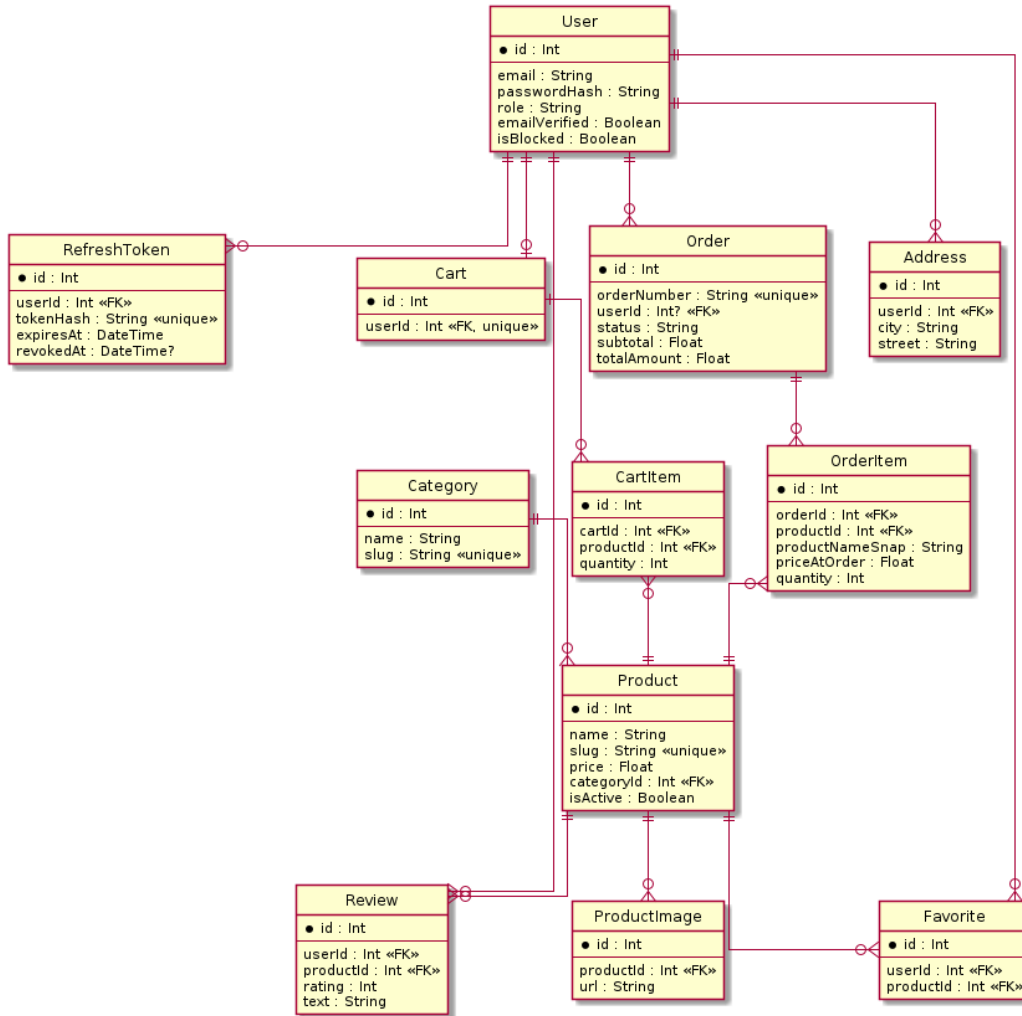 User
id : Int
email : String
passwordHash : String
role : String
emailVerified : Boolean
isBlocked : Boolean
RefreshToken
id : Int
userId : Int «FK»
tokenHash : String «unique»
expiresAt : DateTime
revokedAt : DateTime?
Cart
id : Int
userId : Int «FK, unique»
Order
id : Int
orderNumber : String «unique»
userId : Int? «FK»
status : String
subtotal : Float
totalAmount : Float
Address
id : Int
userId : Int «FK»
city : String
street : String
Category
id : Int
name : String
slug : String «unique»
CartItem
id : Int
cartId : Int «FK»
productId : Int «FK»
quantity : Int
OrderItem
id : Int
orderId : Int «FK»
productId : Int «FK»
productNameSnap : String
priceAtOrder : Float
quantity : Int
Product
id : Int
name : String
slug : String «unique»
price : Float
categoryId : Int «FK»
isActive : Boolean
Review
id : Int
userId : Int «FK»
productId : Int «FK»
rating : Int
text : String
ProductImage
id : Int
productId : Int «FK»
url : String
Favorite
id : Int
userId : Int «FK»
productId : Int «FK»